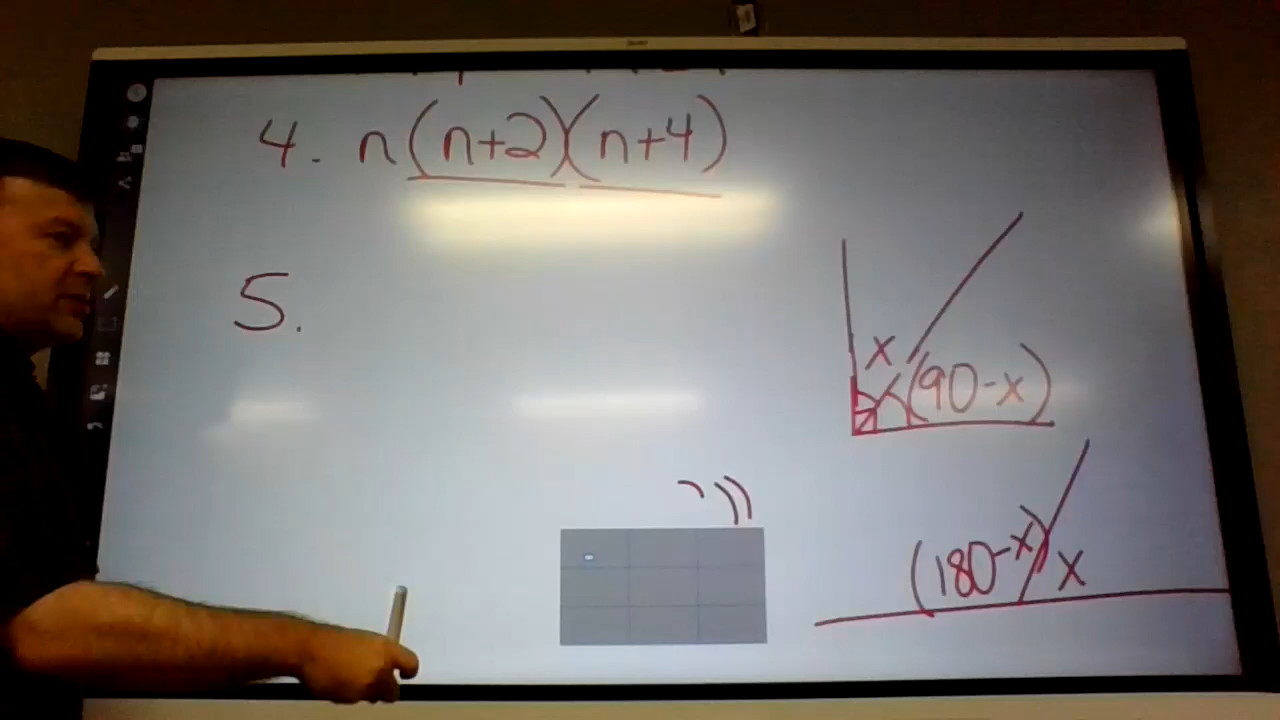 4. n(n+2)(n+4)
5.
x
(90-x)
(180-x) x